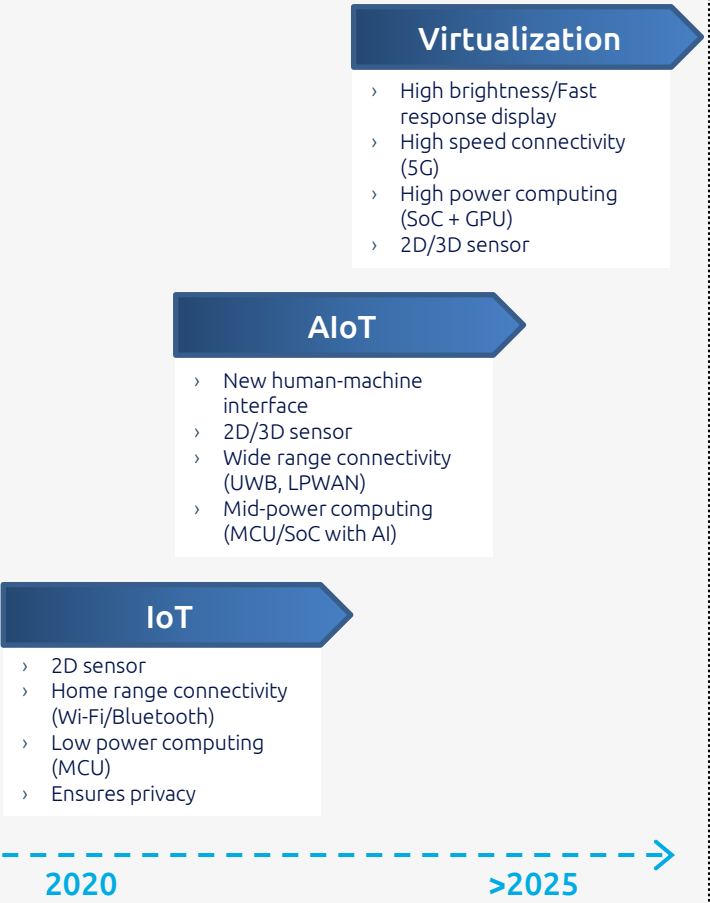 Virtualization
› High brightness/Fast
response display
› High speed connectivity
(5G)
› High power computing
(SoC + GPU)
› 2D/3D sensor
AIoT
› New human-machine
interface
› 2D/3D sensor
› Wide range connectivity
(UWB, LPWAN)
› Mid-power computing
(MCU/SoC with AI)
IoT
› 2D sensor
› Home range connectivity
(Wi-Fi/Bluetooth)
› Low power computing
(MCU)
› Ensures privacy
2020 >2025